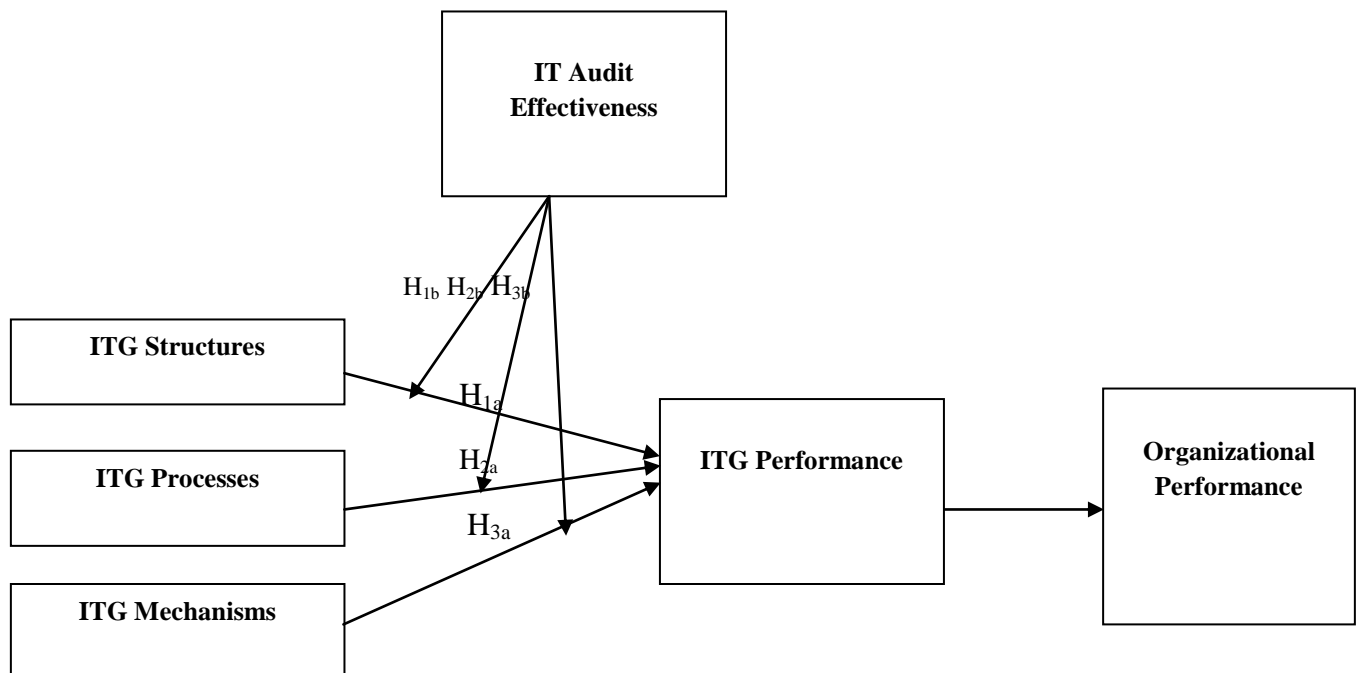 IT Audit
Effectiveness
H1b H2b H3b
ITG Structures
H1a
ITG Performance
Organizational
Performance
H2a
ITG Processes
H3a
ITG Mechanisms